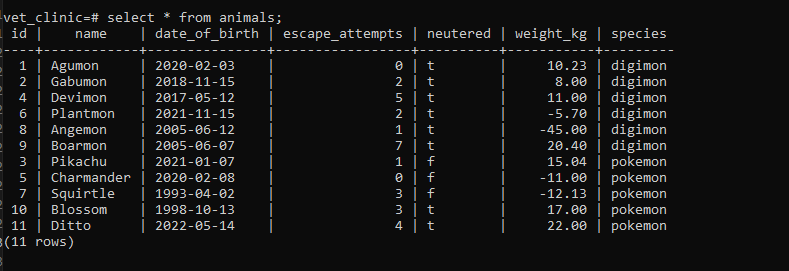 vet_clinic=# select * from animals;
 id |    name    | date_of_birth | escape_attempts | neutered | weight_kg | species
----+------------+---------------+-----------------+----------+-----------+---------
  1 | Agumon     | 2020-02-03    |               0 | t        |     10.23 | digimon
  2 | Gabumon    | 2018-11-15    |               2 | t        |      8.00 | digimon
  4 | Devimon    | 2017-05-12    |               5 | t        |     11.00 | digimon
  6 | Plantmon   | 2021-11-15    |               2 | t        |     -5.70 | digimon
  8 | Angemon    | 2005-06-12    |               1 | t        |    -45.00 | digimon
  9 | Boarmon    | 2005-06-07    |               7 | t        |     20.40 | digimon
  3 | Pikachu    | 2021-01-07    |               1 | f        |     15.04 | pokemon
  5 | Charmander | 2020-02-08    |               0 | f        |    -11.00 | pokemon
  7 | Squirtle   | 1993-04-02    |               3 | f        |    -12.13 | pokemon
 10 | Blossom    | 1998-10-13    |               3 | t        |     17.00 | pokemon
 11 | Ditto      | 2022-05-14    |               4 | t        |     22.00 | pokemon
(11 rows)